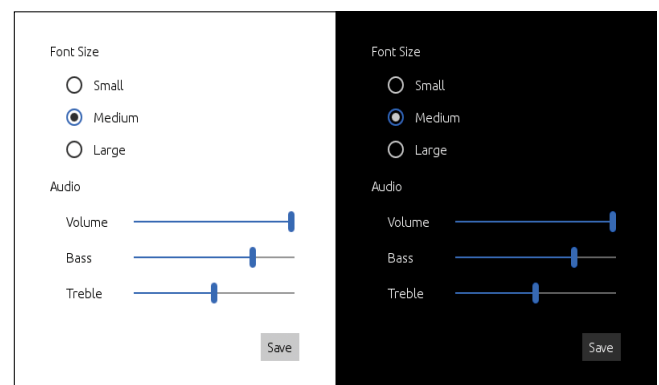 Font Size
Small
Medium
Large
Audio
Volume
Bass
Treble
Save
Font Size
Small
Medium
Large
Audio
Volume
Bass
Treble
Save